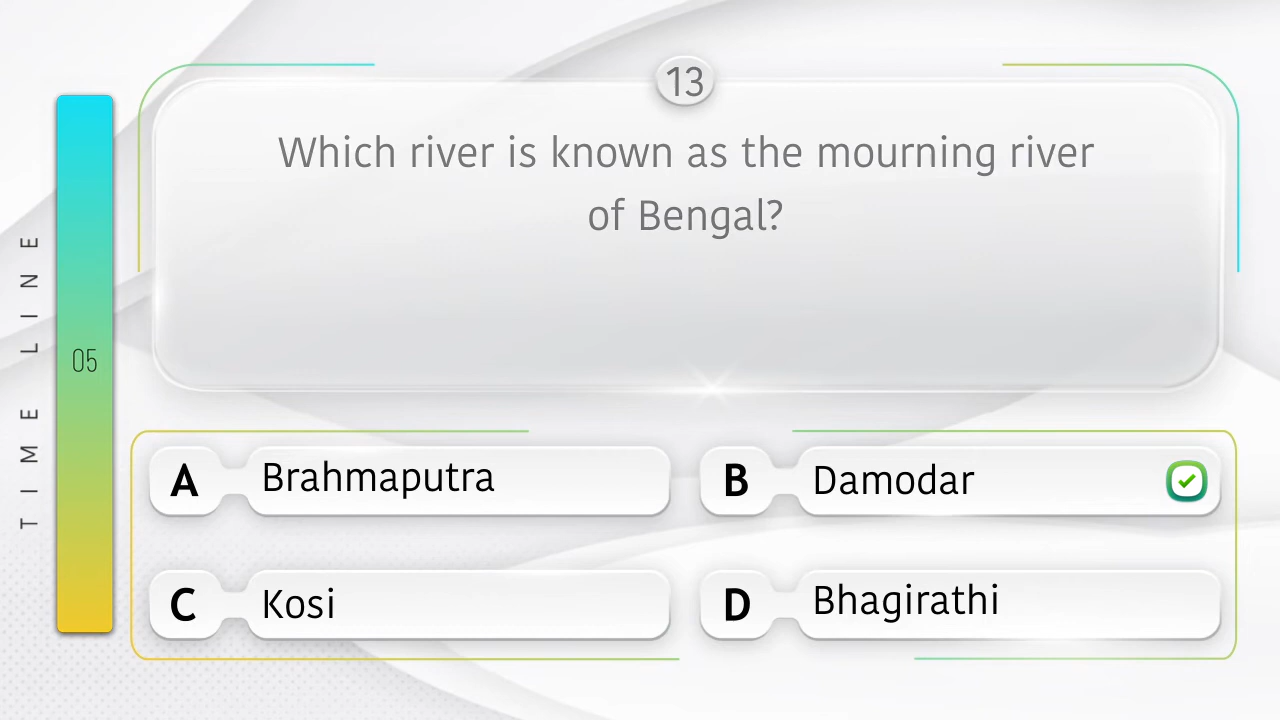 13
Which river is known as the mourning river
of Bengal?
TIME LINE
05
A Brahmaputra
B Damodar
C Kosi
D Bhagirathi